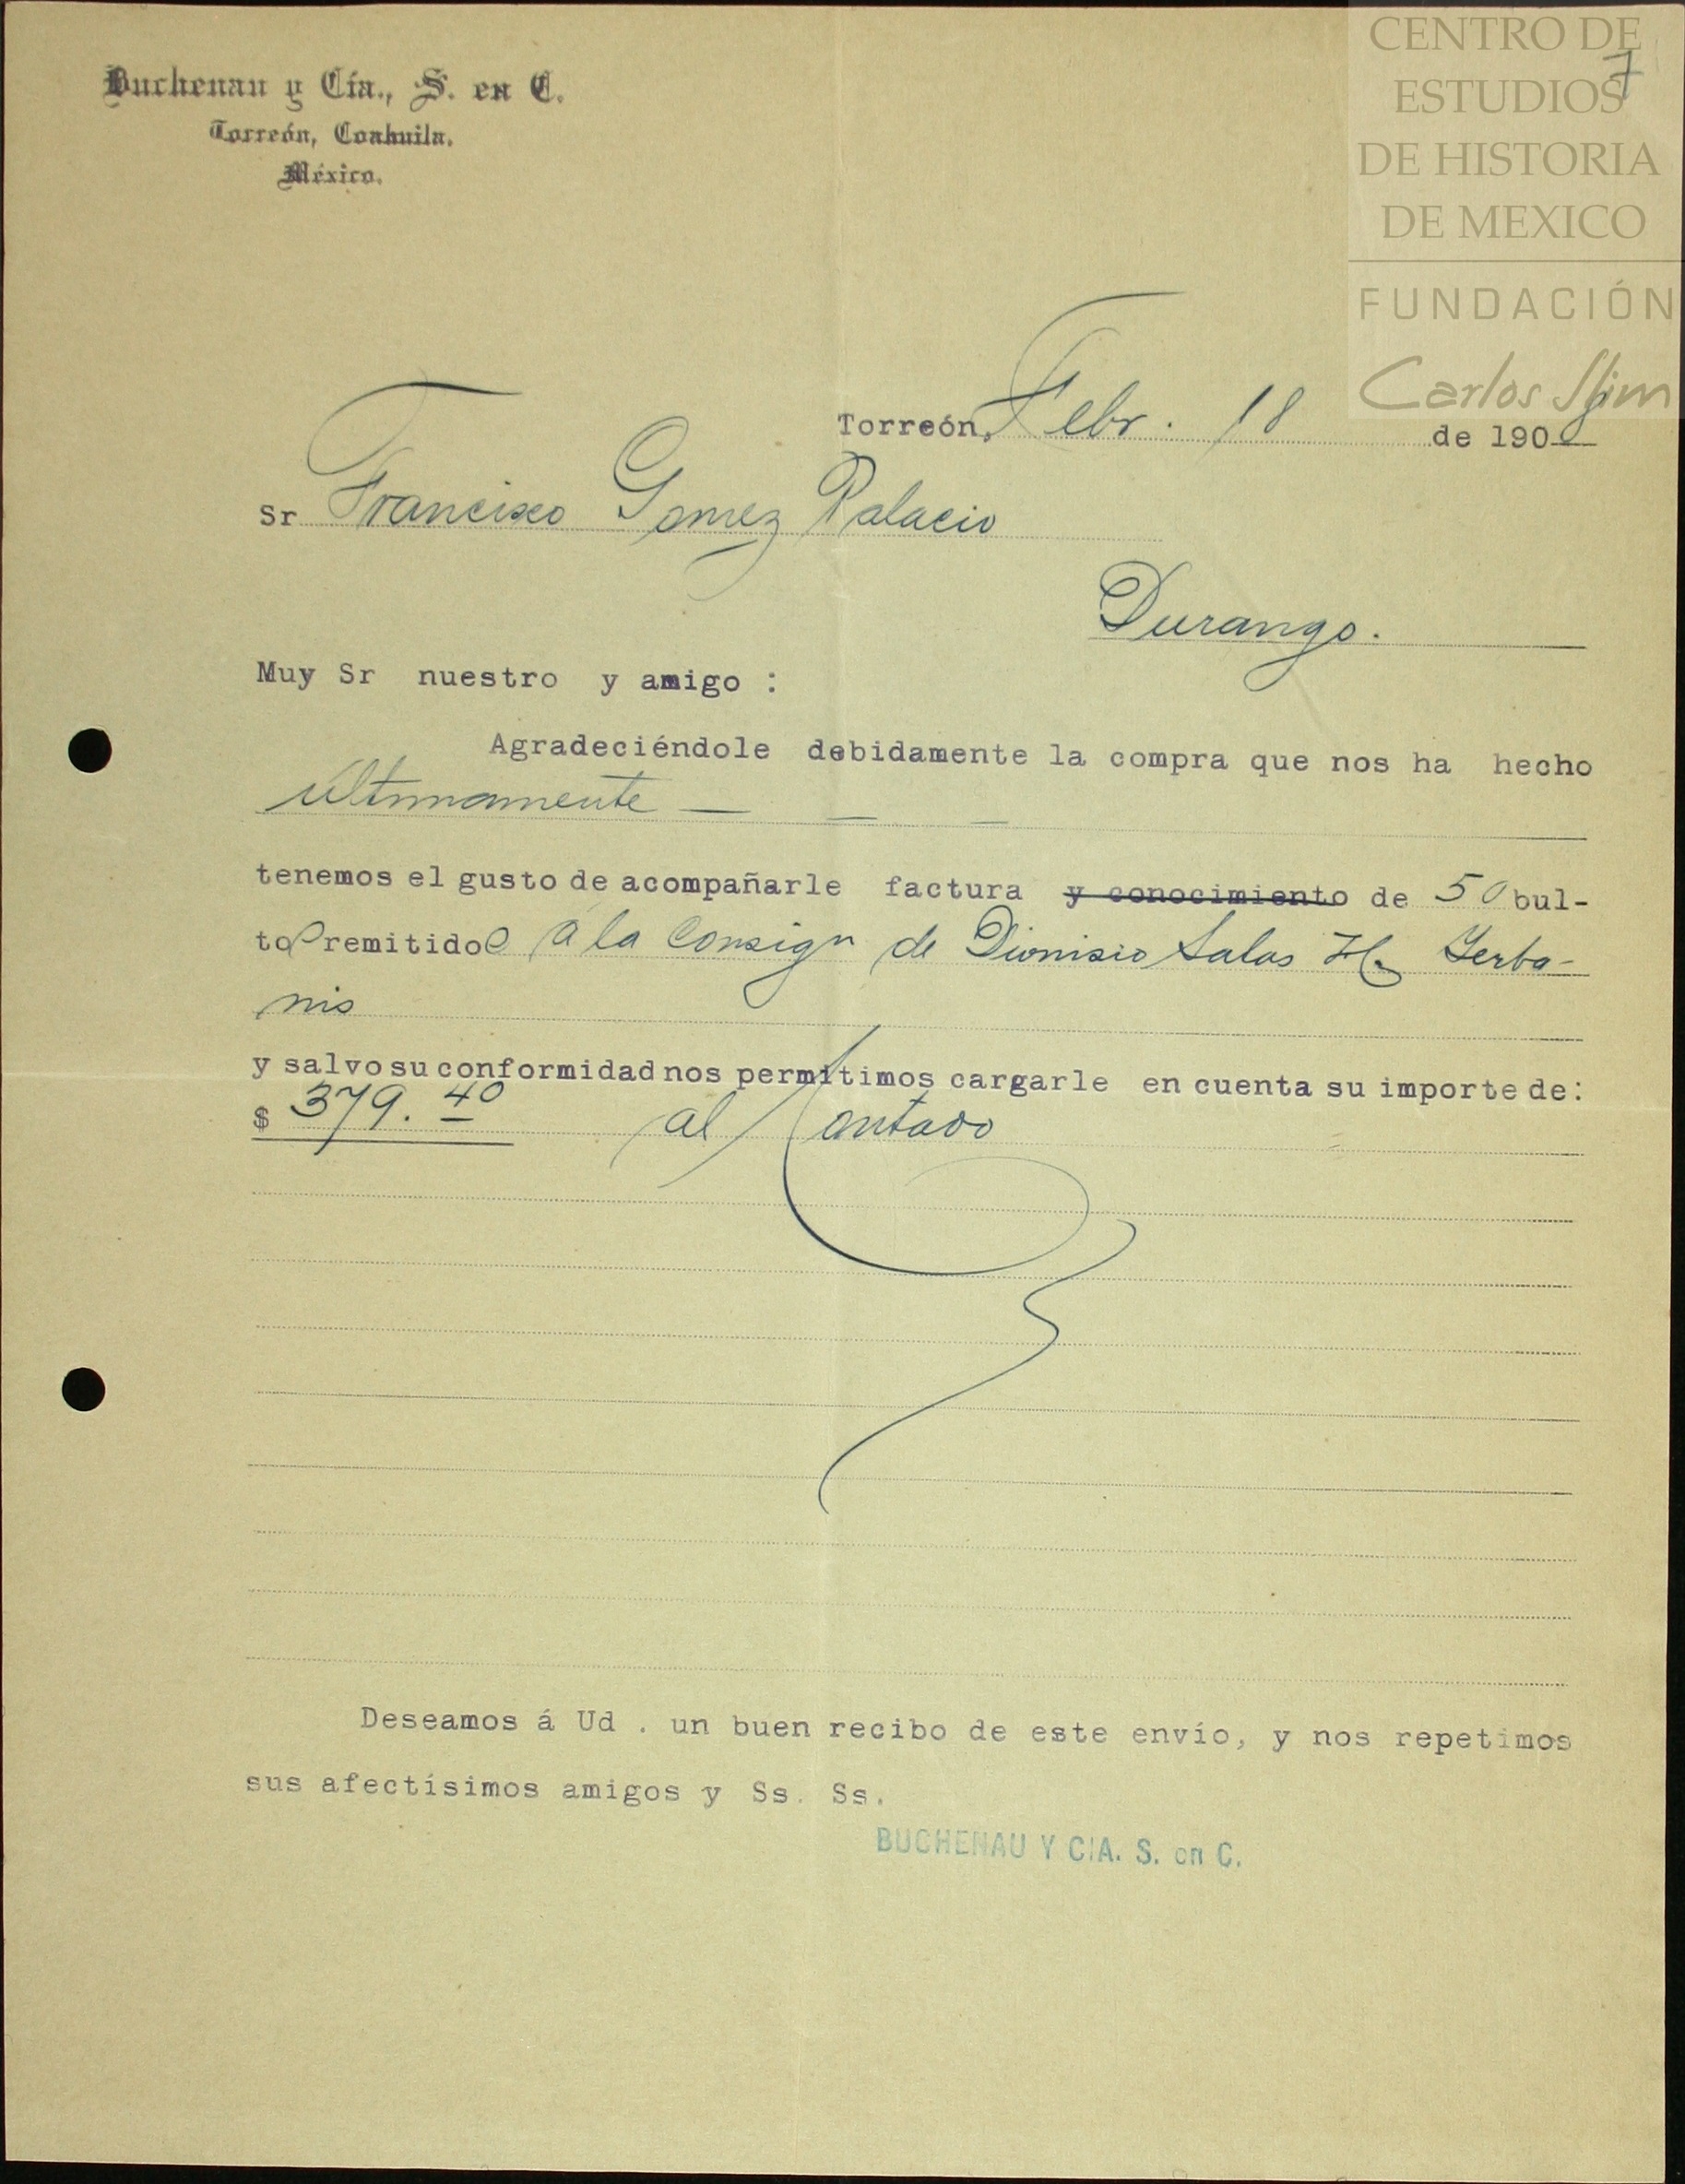 CENTRO DE
ESTUDIOS
DE HISTORIA
DE MEXICO
FUNDACIÓN
Carlos Slim
7
Buchenau y Cía., S. en C.
Torreón, Coahuila.
México.
Torreón, Febr. 18 de 1908
Sr Francisco Gomez Palacio
Durango.
Muy Sr nuestro y amigo :
Agradeciéndole debidamente la compra que nos ha hecho
ultimamente —
tenemos el gusto de acompañarle factura y conocimiento de 50 bul-
tos remitidos a la Consign de Dionisio Salas Yerba-
nis
y salvo su conformidad nos permitimos cargarle en cuenta su importe de:
$ 379.40 al Contado
Deseamos á Ud . un buen recibo de este envío, y nos repetimos
sus afectísimos amigos y Ss. Ss.
BUCHENAU Y CIA. S. en C.